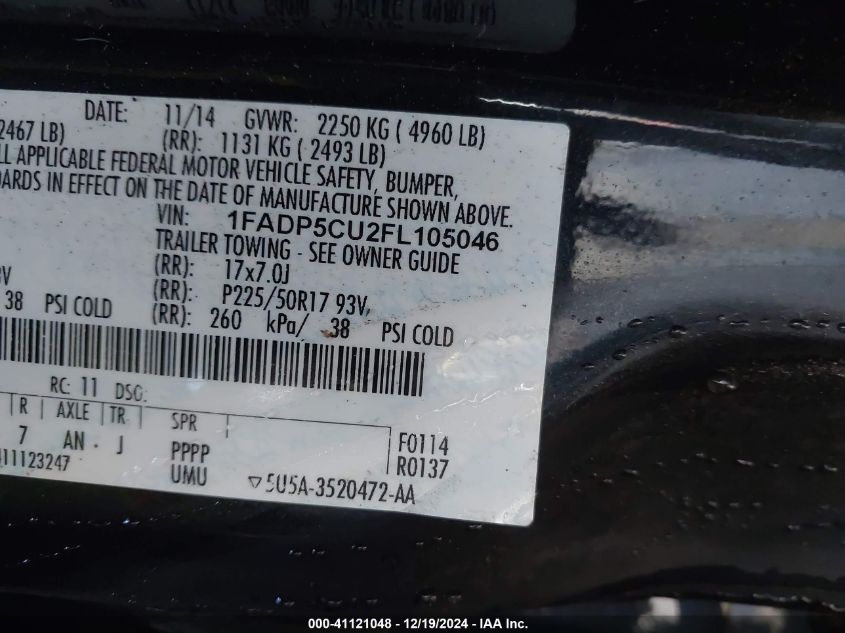 DATE: 11/14 GVWR: 2250 KG ( 4960 LB)
2467 LB) (RR): 1131 KG ( 2493 LB)
LL APPLICABLE FEDERAL MOTOR VEHICLE SAFETY, BUMPER,
DARDS IN EFFECT ON THE DATE OF MANUFACTURE SHOWN ABOVE.
VIN: 1FADP5CU2FL105046
TRAILER TOWING - SEE OWNER GUIDE
(RR): 17x7.0J
(RR): P225/50R17 93V,
38 PSI COLD (RR): 260 kPa/ 38 PSI COLD
RC: 11 DSO:
R AXLE TR SPR
7 AN J PPPP F0114
11123247 UMU R0137
5U5A-3520472-AA
000-41121048 - 12/19/2024 - IAA Inc.